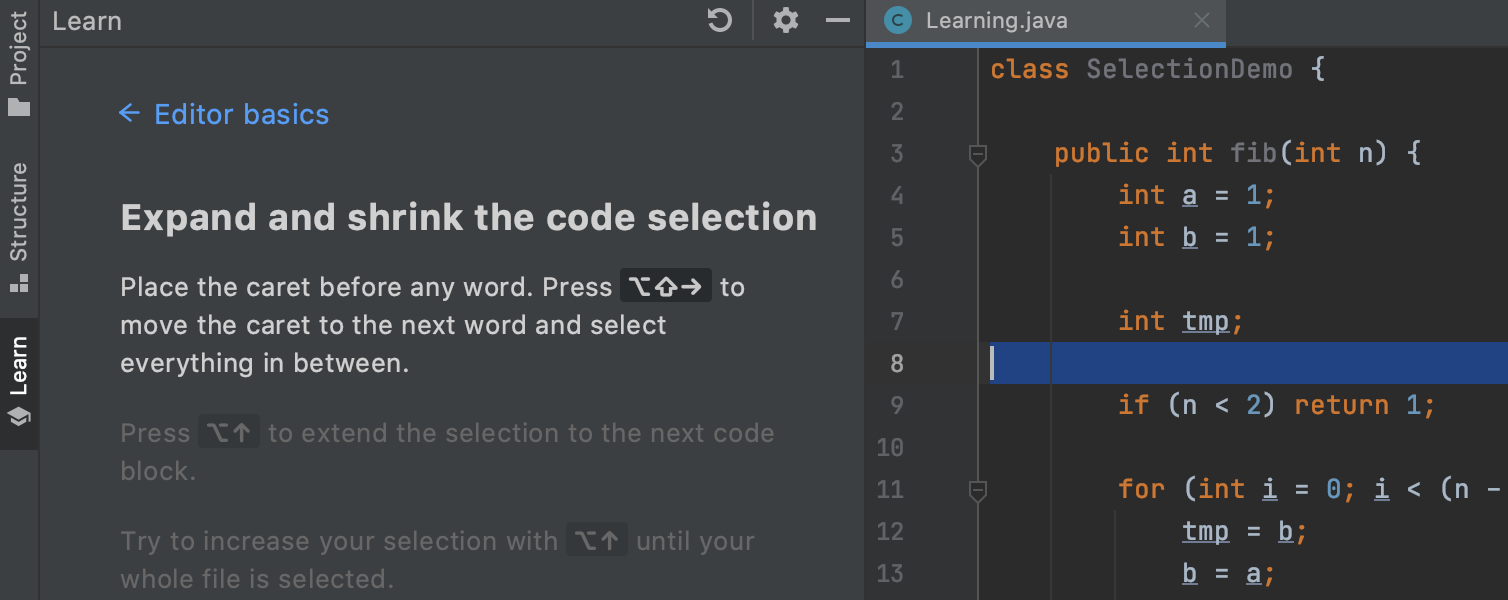 Project
Structure
Learn
Learn
← Editor basics
Expand and shrink the code selection
Place the caret before any word. Press ⌥⇧→ to
move the caret to the next word and select
everything in between.
Press ⌥↑ to extend the selection to the next code
block.
Try to increase your selection with ⌥↑ until your
whole file is selected.
C Learning.java
1 class SelectionDemo {
2
3 public int fib(int n) {
4 int a = 1;
5 int b = 1;
6
7 int tmp;
8
9 if (n < 2) return 1;
10
11 for (int i = 0; i < (n -
12 tmp = b;
13 b = a;